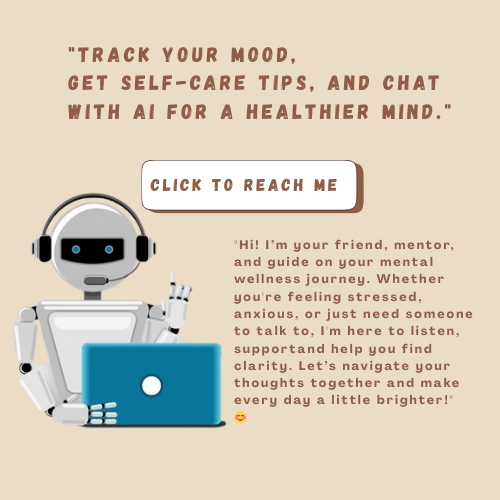 "TRACK YOUR MOOD,
GET SELF-CARE TIPS, AND CHAT
WITH AI FOR A HEALTHIER MIND."
CLICK TO REACH ME
"Hi! I'm your friend, mentor,
and guide on your mental
wellness journey. Whether
you're feeling stressed,
anxious, or just need someone
to talk to, I'm here to listen,
supportand help you find
clarity. Let's navigate your
thoughts together and make
every day a little brighter!"
😊